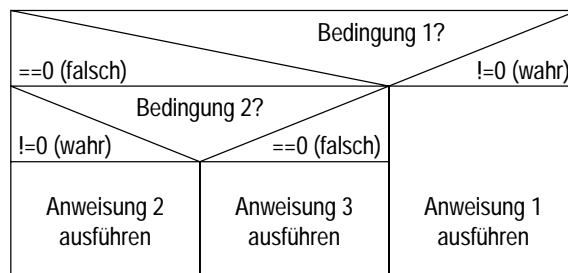 Bedingung 1?
==0 (falsch)
!=0 (wahr)
Bedingung 2?
!=0 (wahr)
==0 (falsch)
Anweisung 2
ausführen
Anweisung 3
ausführen
Anweisung 1
ausführen